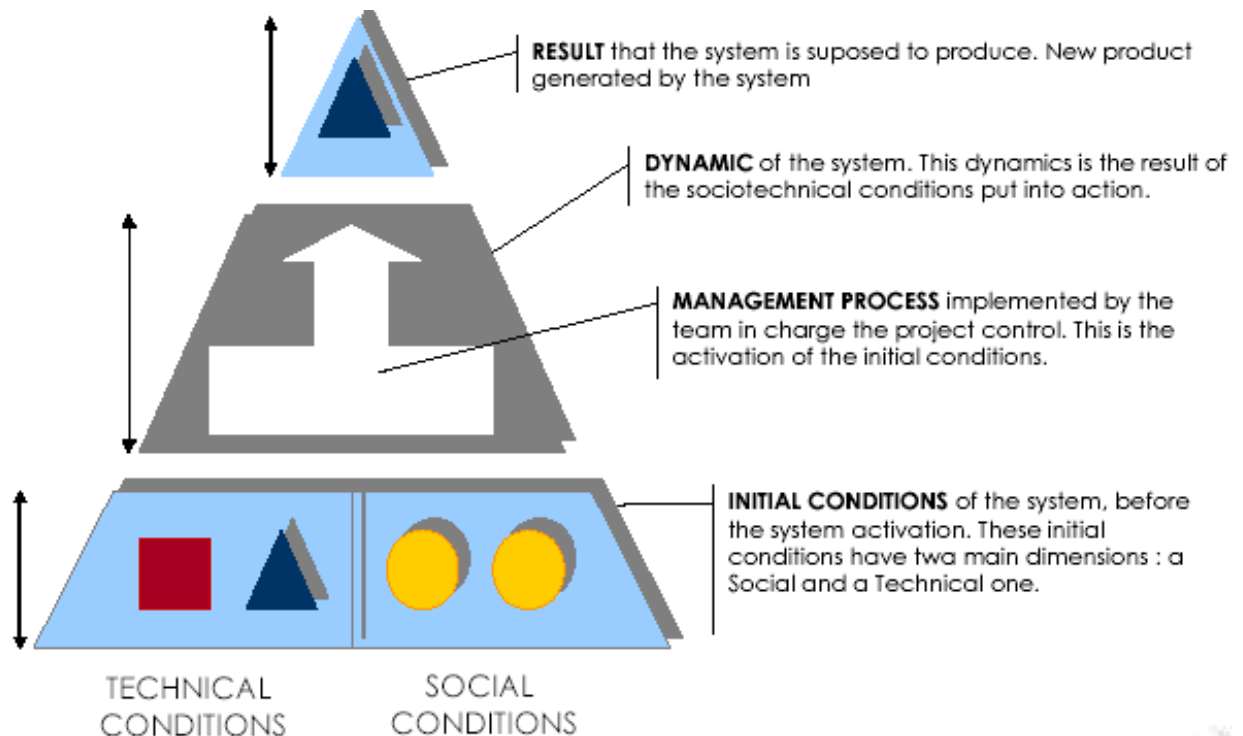 RESULT that the system is suposed to produce. New product
generated by the system
DYNAMIC of the system. This dynamics is the result of
the sociotechnical conditions put into action.
MANAGEMENT PROCESS implemented by the
team in charge the project control. This is the
activation of the initial conditions.
INITIAL CONDITIONS of the system, before
the system activation. These initial
conditions have twa main dimensions : a
Social and a Technical one.
TECHNICAL
CONDITIONS
SOCIAL
CONDITIONS